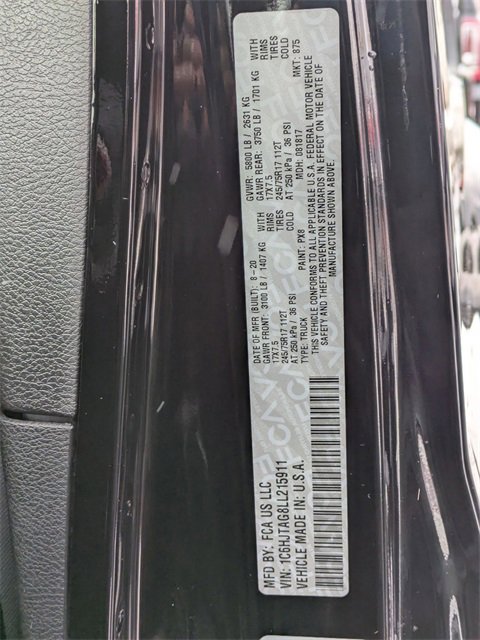 MFD BY: FCA US LLC
DATE OF MFR (BUILT): 8-20 GVWR: 5800 LB / 2631 KG
GAWR FRONT: 3100 LB / 1407 KG WITH GAWR REAR: 3750 LB / 1701 KG WITH
17X7.5 RIMS 17X7.5 RIMS
245/75R17 112T TIRES 245/75R17 112T TIRES
AT 250 kPa / 36 PSI COLD AT 250 kPa / 36 PSI COLD
VIN: 1C6HJTAG8LL215911
TYPE: TRUCK PAINT: PX8 MDH: 081817 MKT: 875
VEHICLE MADE IN: U.S.A.
THIS VEHICLE CONFORMS TO ALL APPLICABLE U.S.A. FEDERAL MOTOR VEHICLE
SAFETY AND THEFT PREVENTION STANDARDS IN EFFECT ON THE DATE OF
MANUFACTURE SHOWN ABOVE.